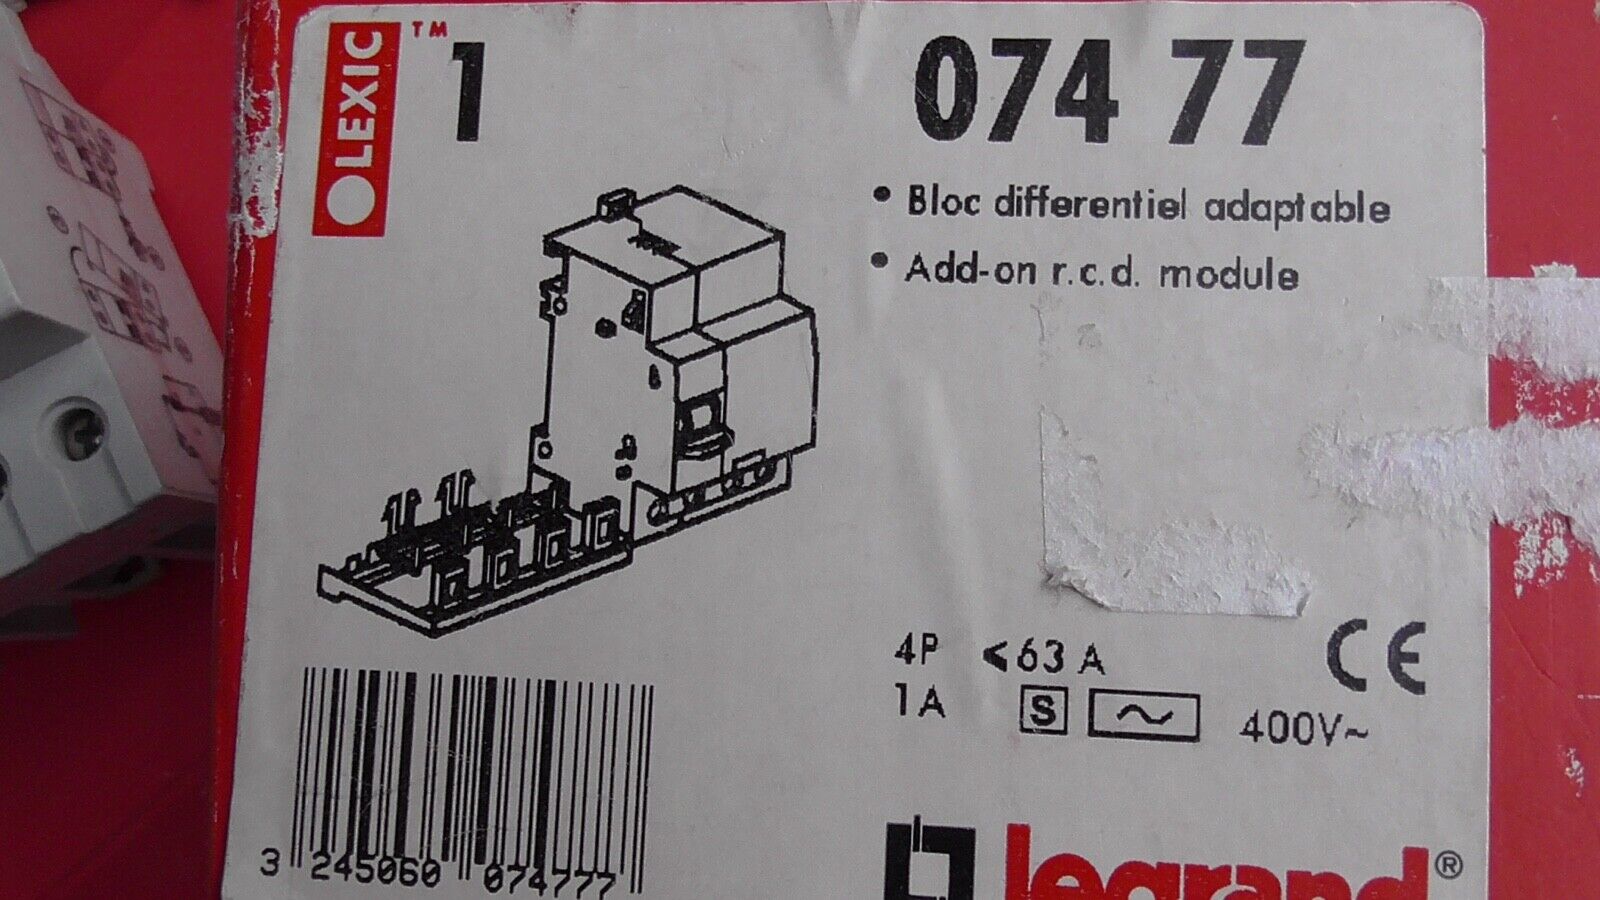 LEXIC™ 1
074 77
• Bloc differentiel adaptable
• Add-on r.c.d. module
4P ≤63 A
1A S ~ 400V~
CE
3 245060 074777
legrand®